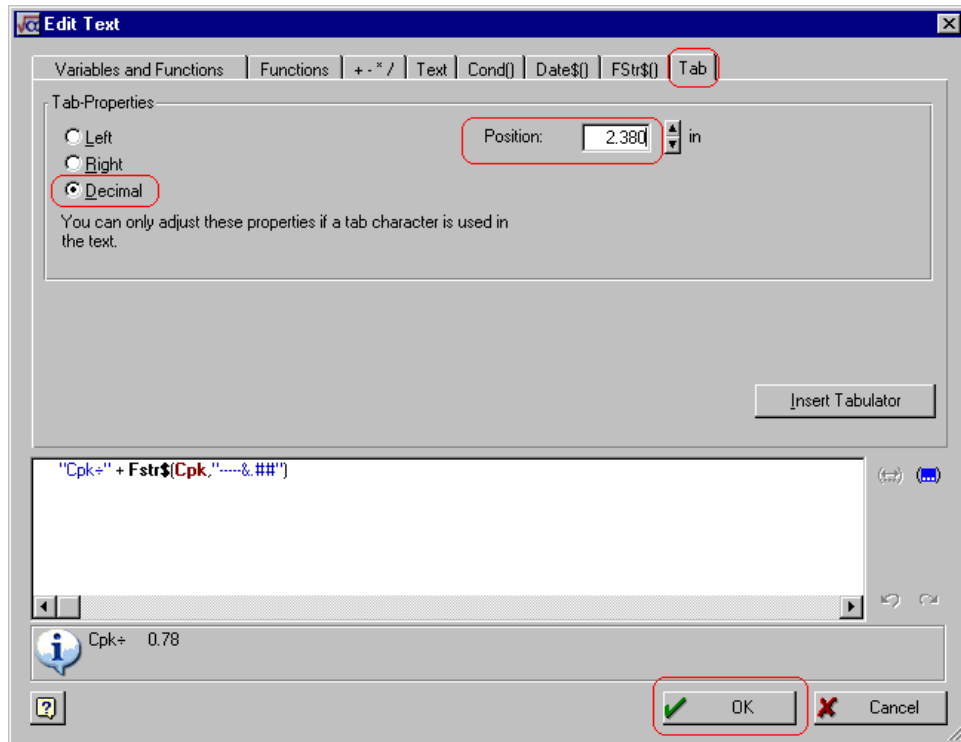 Edit Text
Variables and Functions Functions + - * / Text Cond() Date$() FStr$() Tab
Tab-Properties
Left
Position: 2.380 in
Right
Decimal
You can only adjust these properties if a tab character is used in
the text.
Insert Tabulator
"Cpk÷" + Fstr$(Cpk,"-----&.##")
Cpk÷ 0.78
OK Cancel